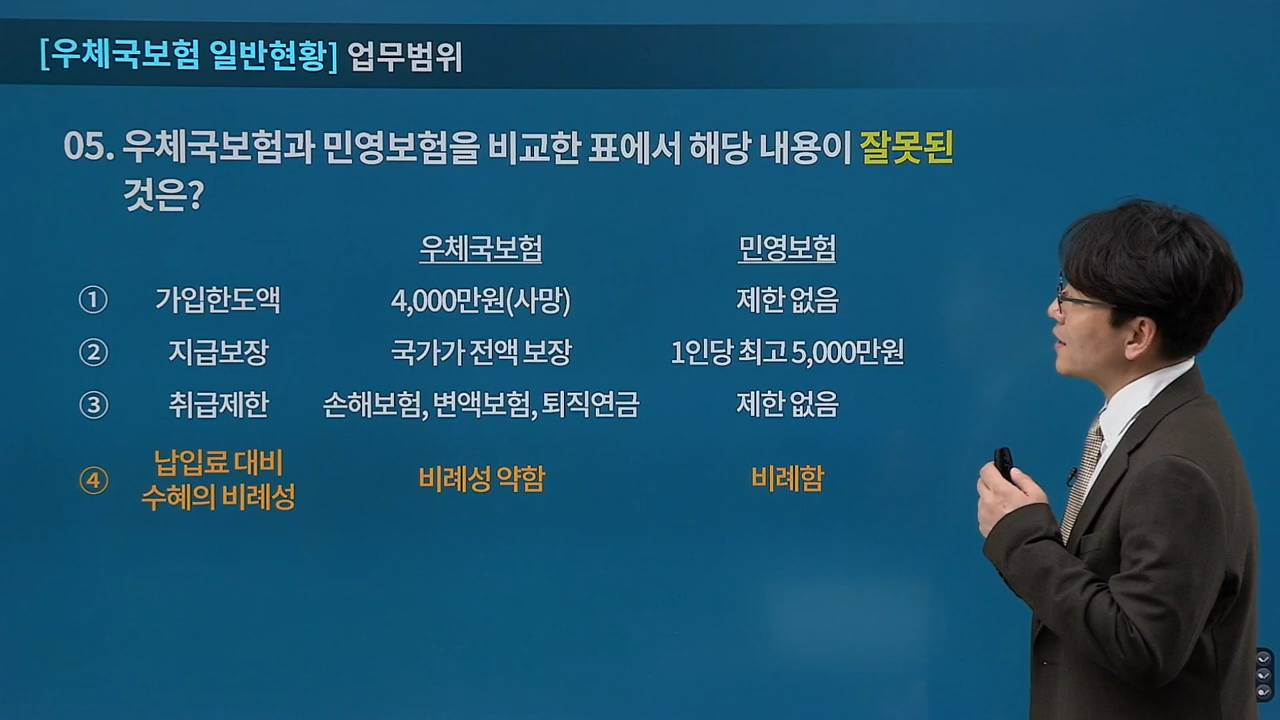 [우체국보험 일반현황] 업무범위
05. 우체국보험과 민영보험을 비교한 표에서 해당 내용이 잘못된
것은?
우체국보험 민영보험
① 가입한도액 4,000만원(사망) 제한 없음
② 지급보장 국가가 전액 보장 1인당 최고 5,000만원
③ 취급제한 손해보험, 변액보험, 퇴직연금 제한 없음
④ 납입료 대비
수혜의 비례성 비례성 약함 비례함